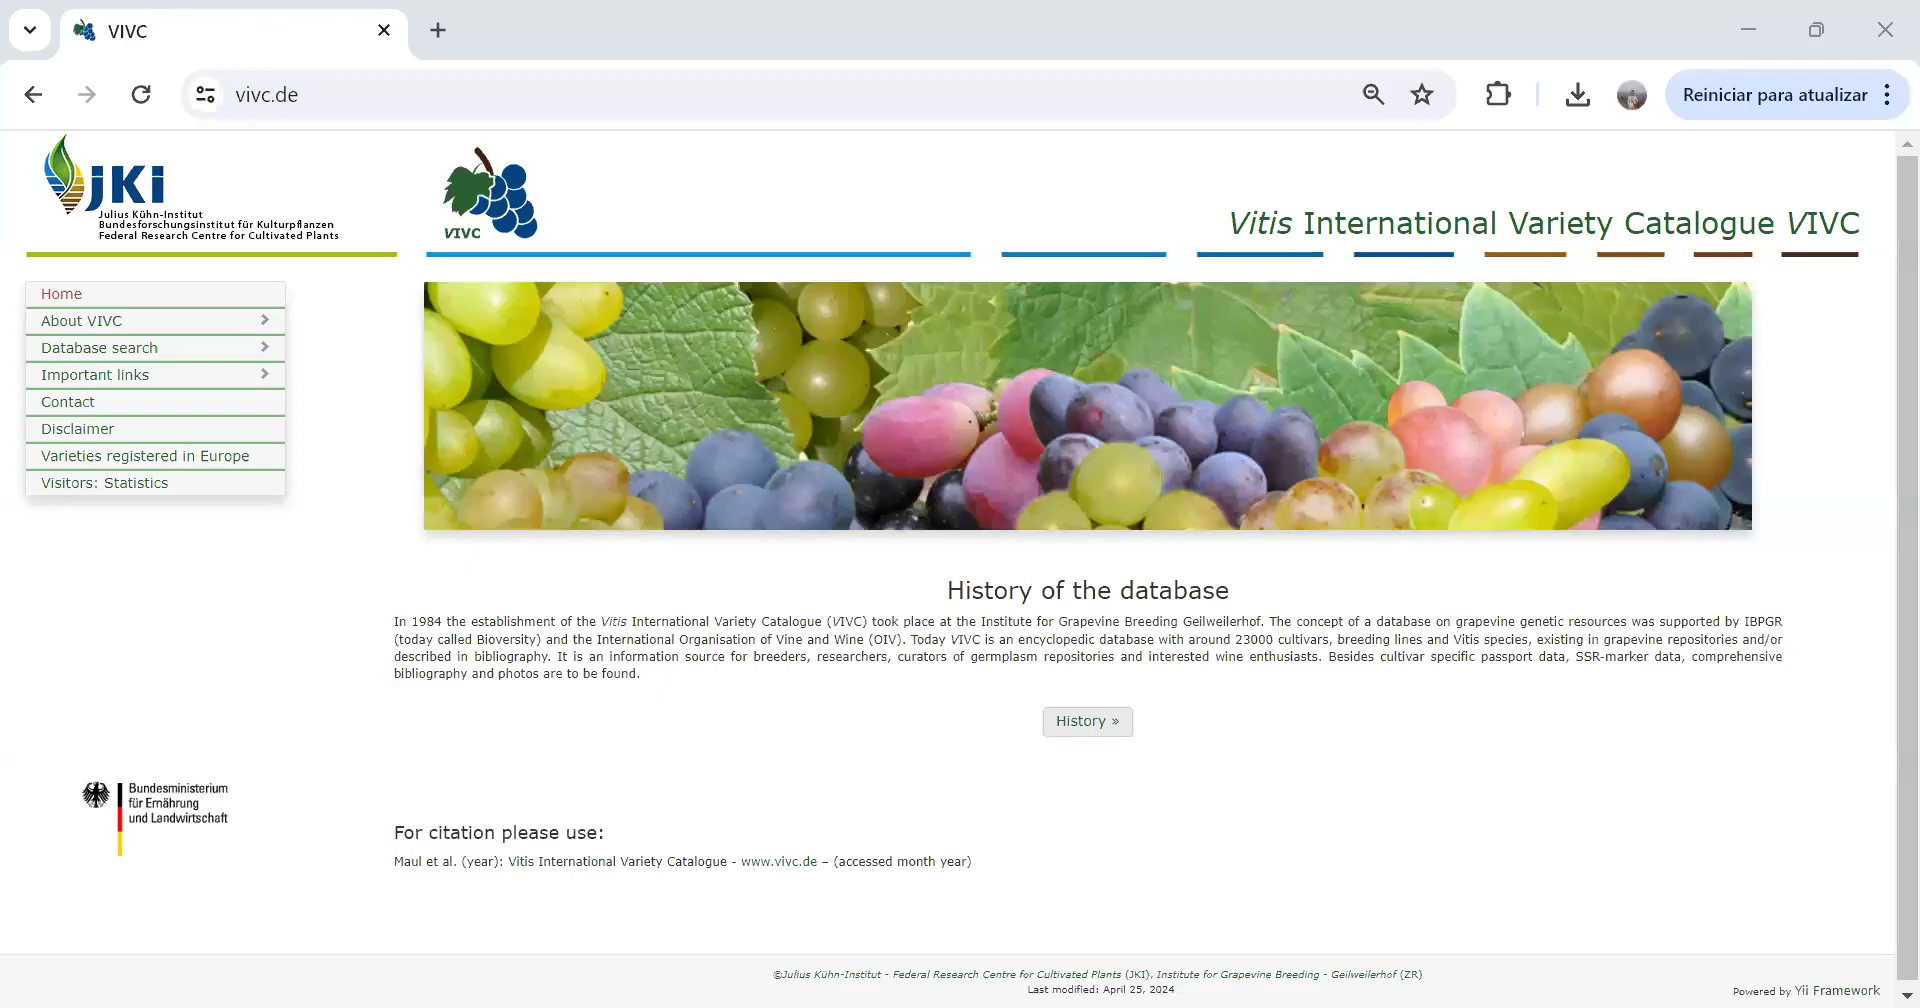 VIVC
vivc.de
Reiniciar para atualizar
JKI
Julius Kühn-Institut
Bundesforschungsinstitut für Kulturpflanzen
Federal Research Centre for Cultivated Plants
VIVC
Vitis International Variety Catalogue VIVC
Home
About VIVC
Database search
Important links
Contact
Disclaimer
Varieties registered in Europe
Visitors: Statistics
History of the database
In 1984 the establishment of the Vitis International Variety Catalogue (VIVC) took place at the Institute for Grapevine Breeding Geilweilerhof. The concept of a database on grapevine genetic resources was supported by IBPGR
(today called Bioversity) and the International Organisation of Vine and Wine (OIV). Today VIVC is an encyclopedic database with around 23000 cultivars, breeding lines and Vitis species, existing in grapevine repositories and/or
described in bibliography. It is an information source for breeders, researchers, curators of germplasm repositories and interested wine enthusiasts. Besides cultivar specific passport data, SSR-marker data, comprehensive
bibliography and photos are to be found.
History »
Bundesministerium
für Ernährung
und Landwirtschaft
For citation please use:
Maul et al. (year): Vitis International Variety Catalogue - www.vivc.de – (accessed month year)
©Julius Kühn-Institut - Federal Research Centre for Cultivated Plants (JKI), Institute for Grapevine Breeding - Geilweilerhof (ZR)
Last modified: April 25, 2024
Powered by Yii Framework